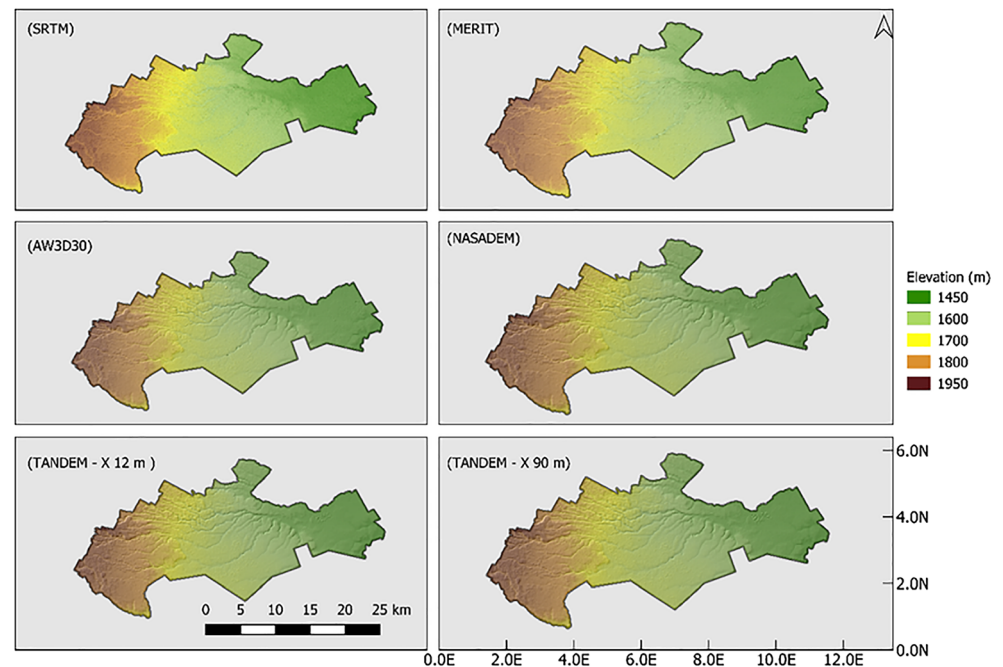 (SRTM)
(MERIT)
(AW3D30)
(NASADEM)
Elevation (m)
1450
1600
1700
1800
1950
(TANDEM - X 12 m )
(TANDEM - X 90 m)
6.0N
4.0N
2.0N
0.0N
0 5 10 15 20 25 km
0.0E 2.0E 4.0E 6.0E 8.0E 10.0E 12.0E